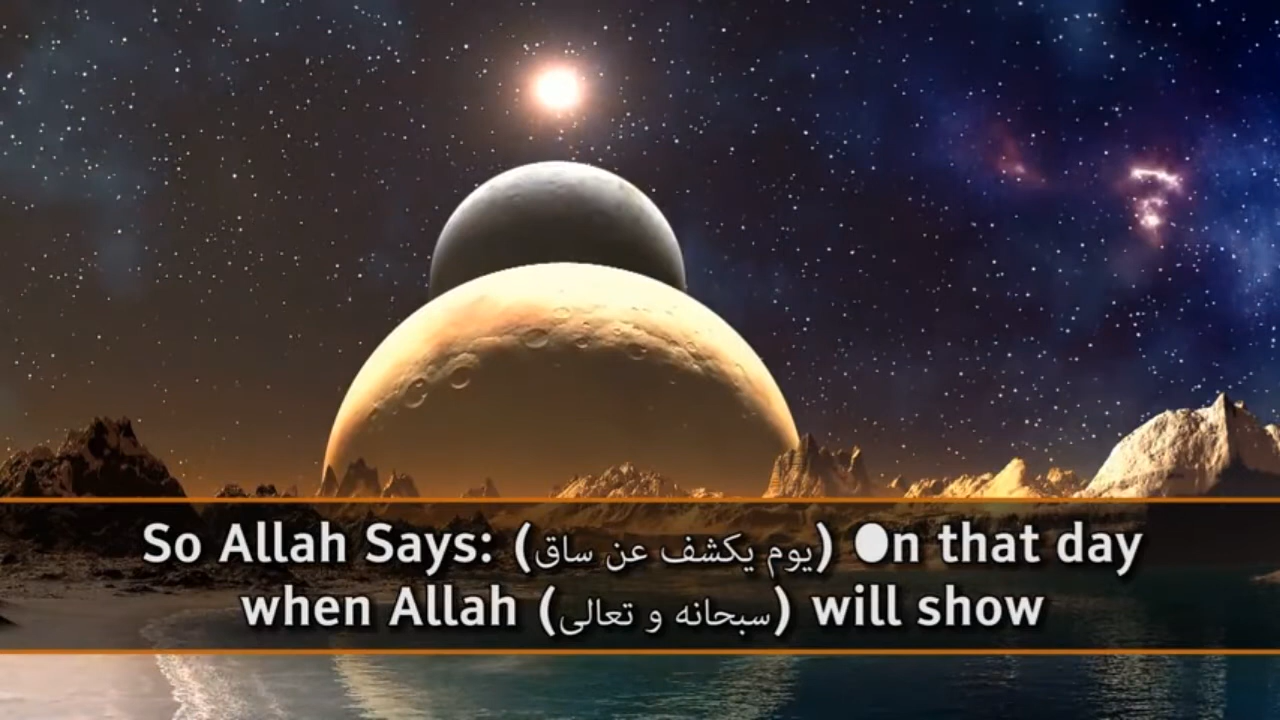 So Allah Says: (يوم يكشف عن ساق) On that day
when Allah (سبحانه و تعالى) will show